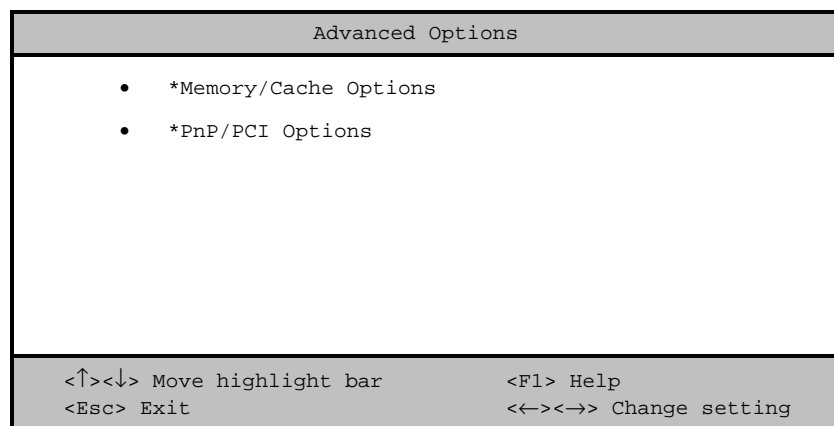 Advanced Options
• *Memory/Cache Options
• *PnP/PCI Options
<↑><↓> Move highlight bar <F1> Help
<Esc> Exit <←><→> Change setting